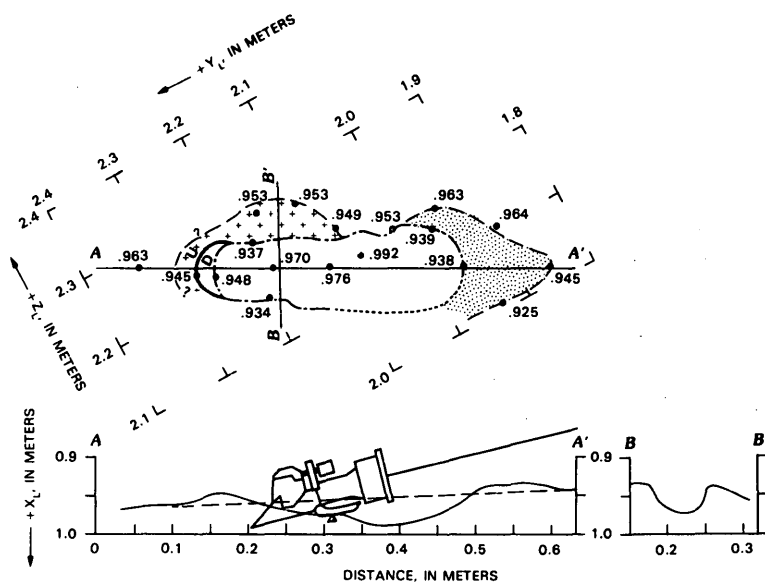 +Y L', IN METERS
1.9
2.1
1.8
2.2
2.0
2.3
2.4
2.4
B'
.953 .953 .963
.949 .953 .964
?
U
A .963 D .937 .970 .992 .939 .938 A'
2.3 .945 .948 .976 .945
?
.934 .925
+Z L', IN METERS
B
2.2
2.0
2.1
+ X L', IN METERS
A A' B B
0.9 0.9 0.9
1.0 1.0 1.0
0 0.1 0.2 0.3 0.4 0.5 0.6 0.2 0.3
DISTANCE, IN METERS